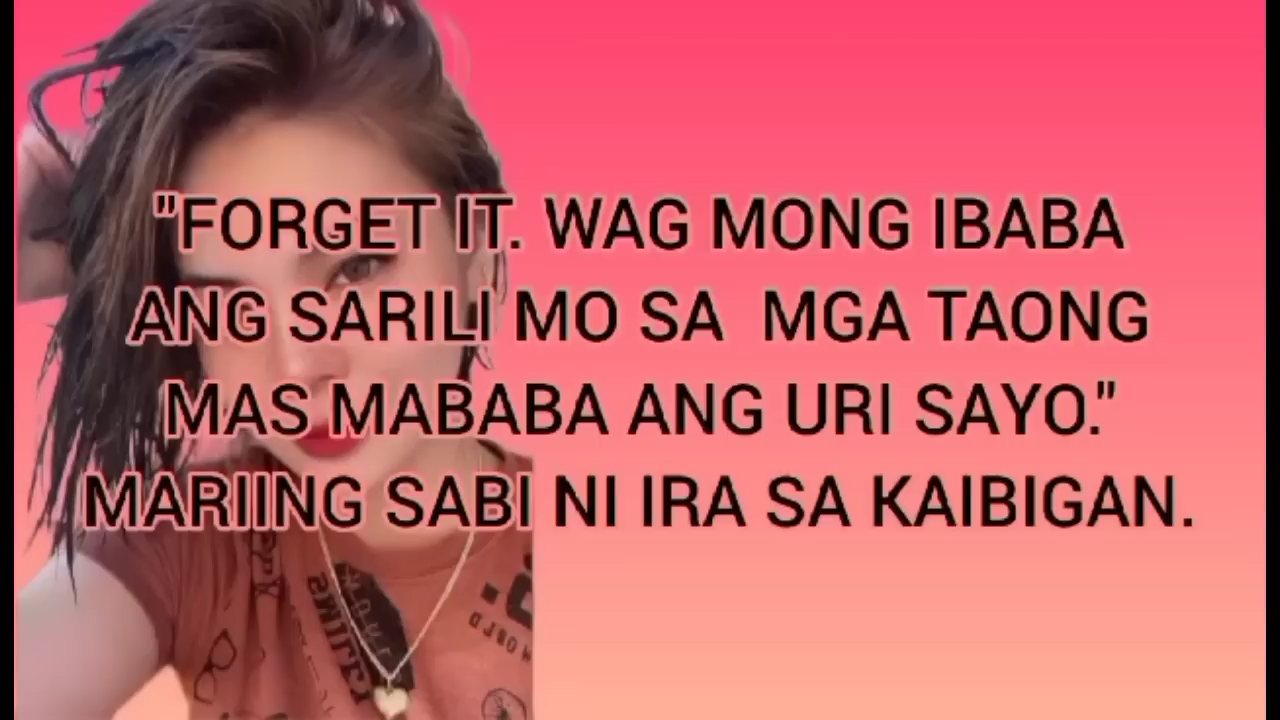 "FORGET IT. WAG MONG IBABA
ANG SARILI MO SA MGA TAONG
MAS MABABA ANG URI SAYO."
MARIING SABI NI IRA SA KAIBIGAN.